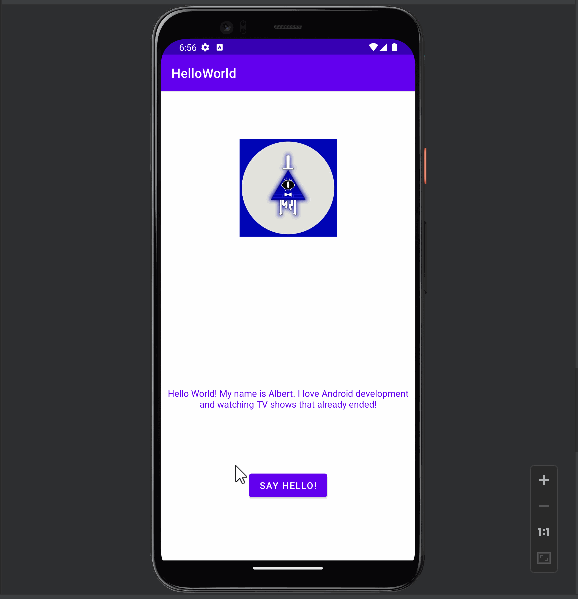 6:56
HelloWorld
Hello World! My name is Albert. I love Android development
and watching TV shows that already ended!
SAY HELLO!
1:1